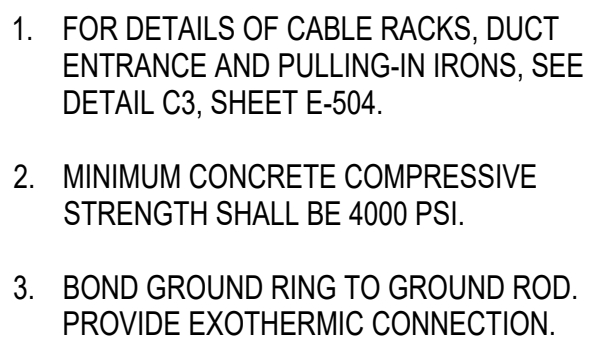 1. FOR DETAILS OF CABLE RACKS, DUCT
ENTRANCE AND PULLING-IN IRONS, SEE
DETAIL C3, SHEET E-504.
2. MINIMUM CONCRETE COMPRESSIVE
STRENGTH SHALL BE 4000 PSI.
3. BOND GROUND RING TO GROUND ROD.
PROVIDE EXOTHERMIC CONNECTION.